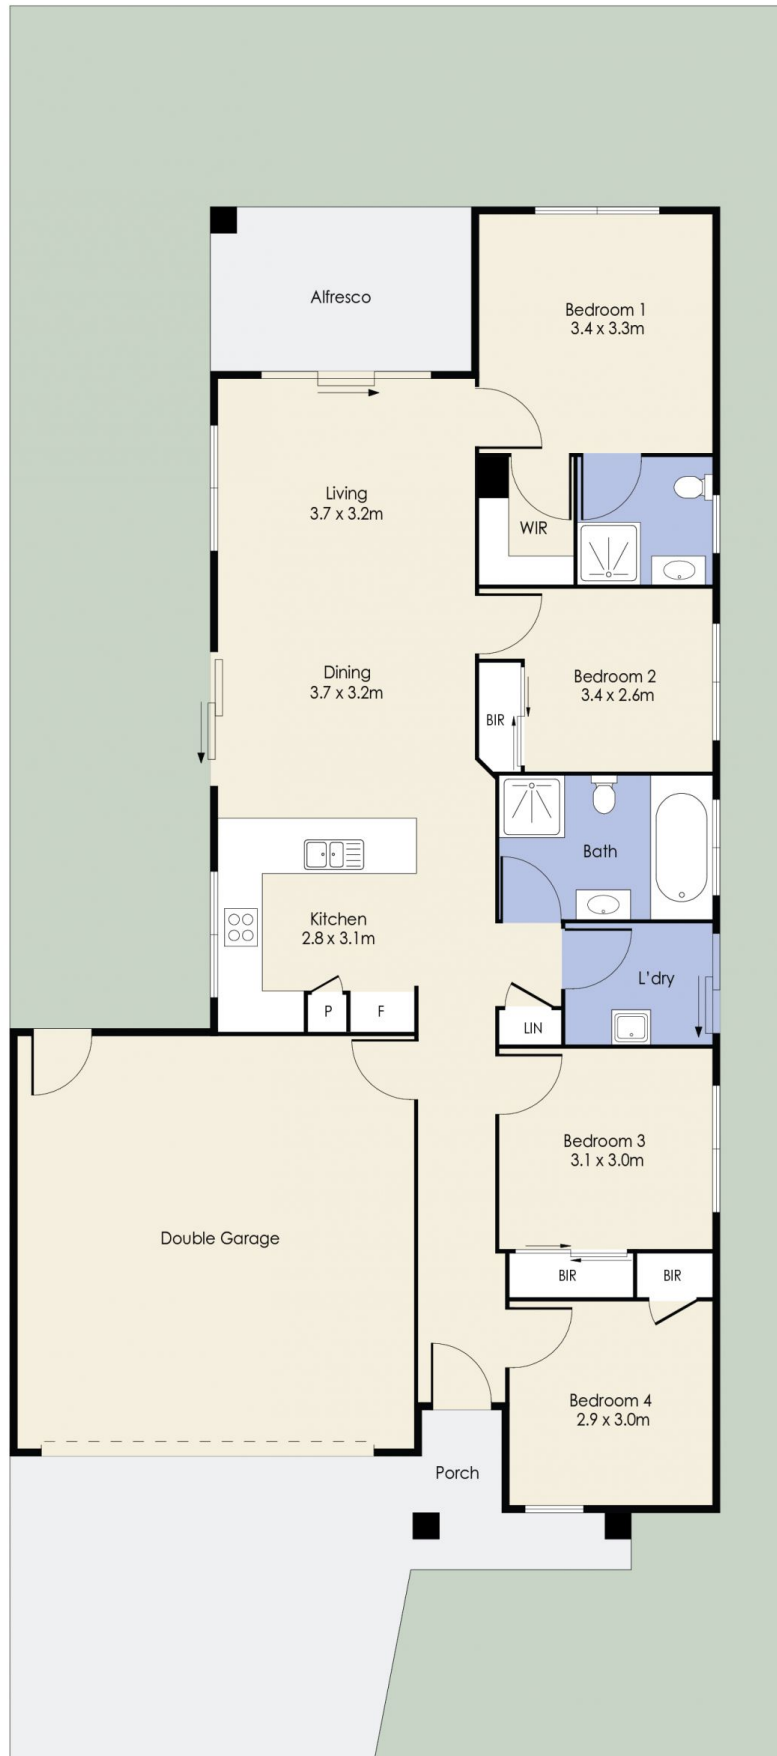 Alfresco
Bedroom 1
3.4 x 3.3m
Living
3.7 x 3.2m
WIR
Dining
3.7 x 3.2m
Bedroom 2
3.4 x 2.6m
BIR
Bath
Kitchen
2.8 x 3.1m
L'dry
P
F
LIN
Bedroom 3
3.1 x 3.0m
Double Garage
BIR
BIR
Bedroom 4
2.9 x 3.0m
Porch